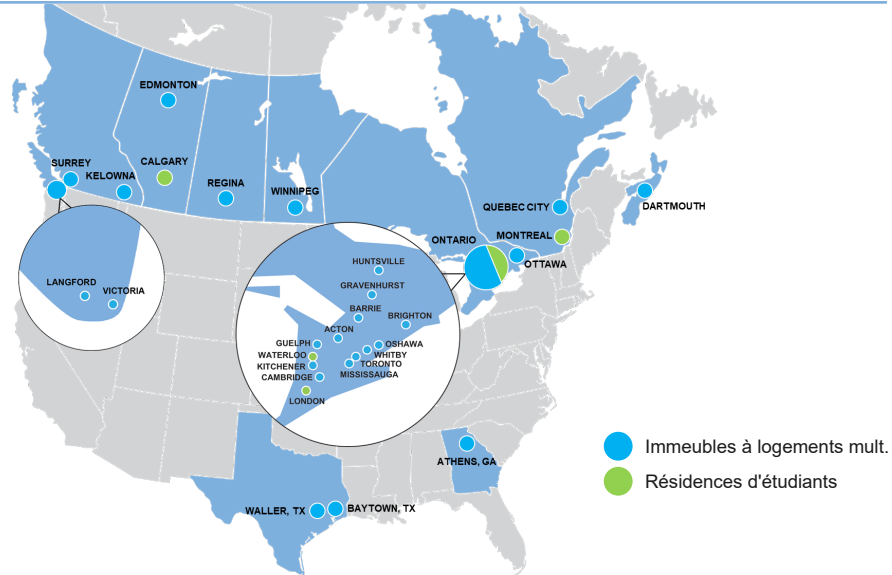 EDMONTON
SURREY
CALGARY
KELOWNA
REGINA
WINNIPEG
QUEBEC CITY
DARTMOUTH
MONTREAL
ONTARIO
OTTAWA
LANGFORD
VICTORIA
HUNTSVILLE
GRAVENHURST
BARRIE
BRIGHTON
ACTON
GUELPH
OSHAWA
WATERLOO
WHITBY
KITCHENER
TORONTO
CAMBRIDGE
MISSISSAUGA
LONDON
ATHENS, GA
WALLER, TX
BAYTOWN, TX
Immeubles à logements mult.
Résidences d'étudiants